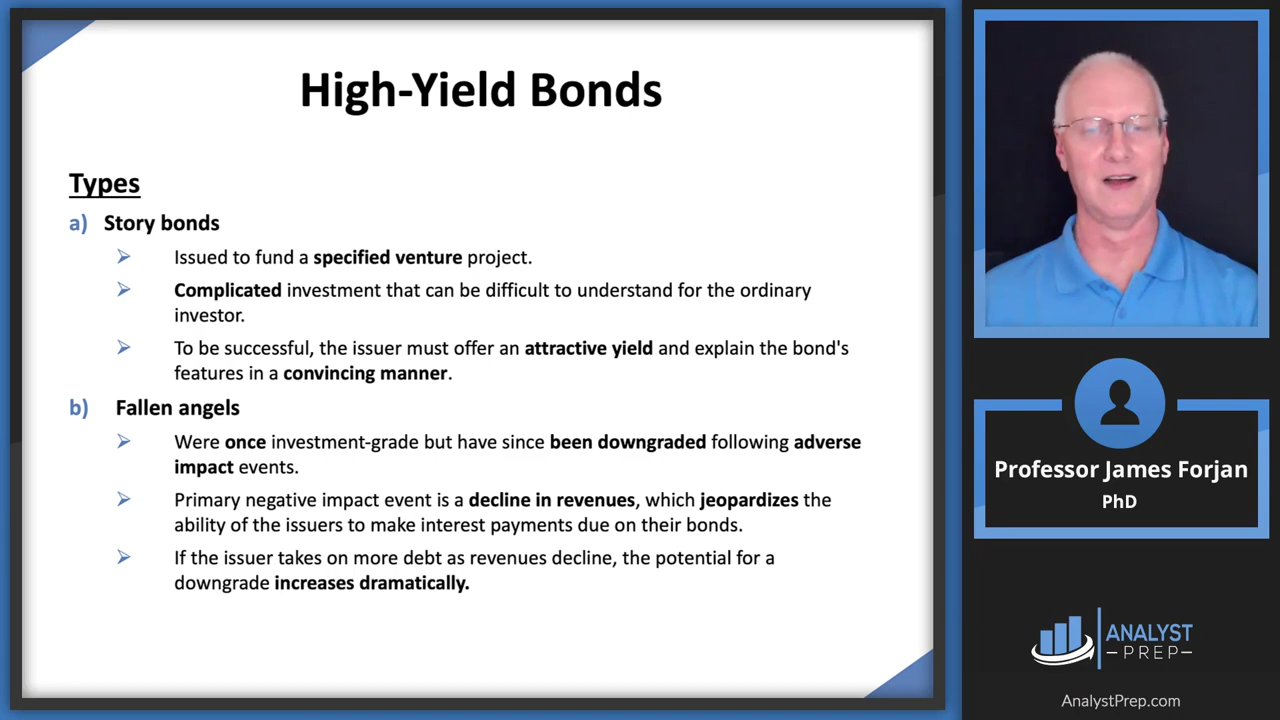 High-Yield Bonds
Types
a) Story bonds
Issued to fund a specified venture project.
Complicated investment that can be difficult to understand for the ordinary
investor.
To be successful, the issuer must offer an attractive yield and explain the bond's
features in a convincing manner.
b) Fallen angels
Were once investment-grade but have since been downgraded following adverse
impact events.
Primary negative impact event is a decline in revenues, which jeopardizes the
ability of the issuers to make interest payments due on their bonds.
If the issuer takes on more debt as revenues decline, the potential for a
downgrade increases dramatically.
Professor James Forjan
PhD
ANALYST
PREP
AnalystPrep.com